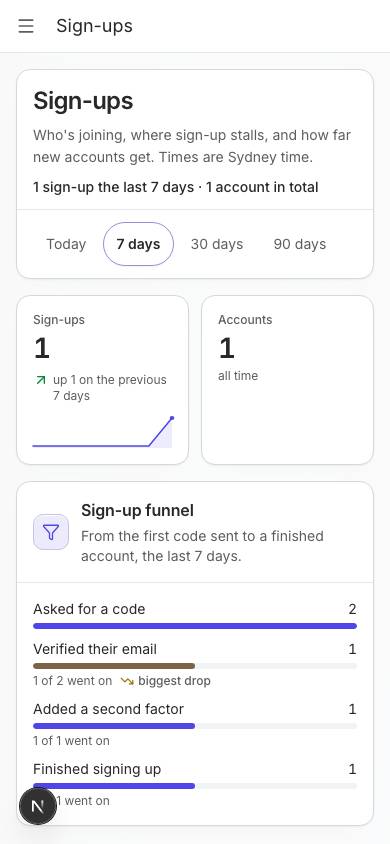 Sign-ups
Sign-ups
Who's joining, where sign-up stalls, and how far
new accounts get. Times are Sydney time.
1 sign-up the last 7 days · 1 account in total
Today
7 days
30 days
90 days
Sign-ups
1
up 1 on the previous
7 days
Accounts
1
all time
Sign-up funnel
From the first code sent to a finished
account, the last 7 days.
Asked for a code 2
Verified their email 1
1 of 2 went on biggest drop
Added a second factor 1
1 of 1 went on
Finished signing up 1
1 went on
N